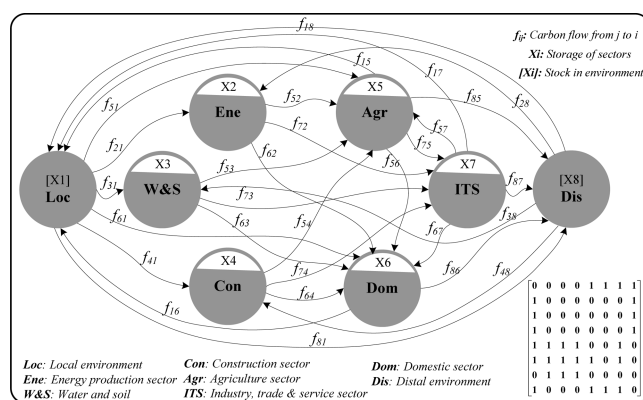 f18
fij: Carbon flow from j to i
Xi: Storage of sectors
[Xi]: Stock in environment
f15
f17
X2
Ene
X5
Agr
f51
f52
f85
f28
f72
f57
f75
f21
f62
f56
[X1]
Loc
X3
W&S
f31
f53
f73
X7
ITS
f87
[X8]
Dis
f61
f63
f54
f67
f38
f41
X4
Con
f74
f64
X6
Dom
f86
f48
f16
f81
0 0 0 0 1 1 1 1
1 0 0 0 0 0 0 1
1 0 0 0 0 0 0 1
1 0 0 0 0 0 0 1
1 1 1 1 0 0 1 0
1 1 1 1 1 0 1 0
0 1 1 1 1 0 0 0
1 0 0 0 1 1 1 0
Loc: Local environment
Ene: Energy production sector
W&S: Water and soil
Con: Construction sector
Agr: Agriculture sector
ITS: Industry, trade & service sector
Dom: Domestic sector
Dis: Distal environment